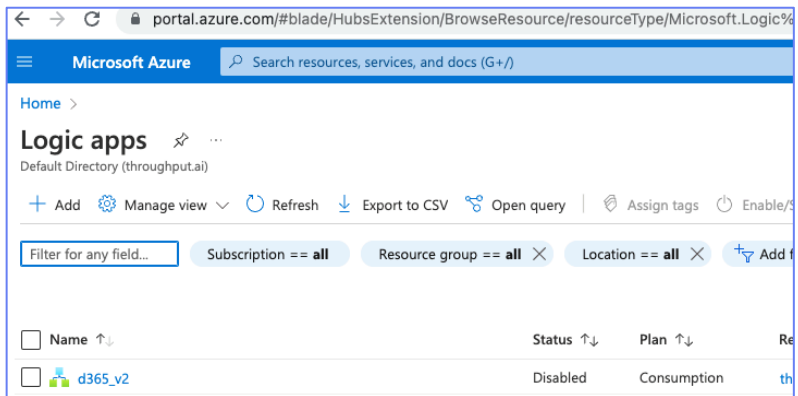 portal.azure.com/#blade/HubsExtension/BrowseResource/resourceType/Microsoft.Logic%
Microsoft Azure Search resources, services, and docs (G+/)
Home >
Logic apps ...
Default Directory (throughput.ai)
+ Add Manage view Refresh Export to CSV Open query Assign tags Enable/
Filter for any field... Subscription == all Resource group == all Location == all Add
Name Status Plan Re
d365_v2 Disabled Consumption th